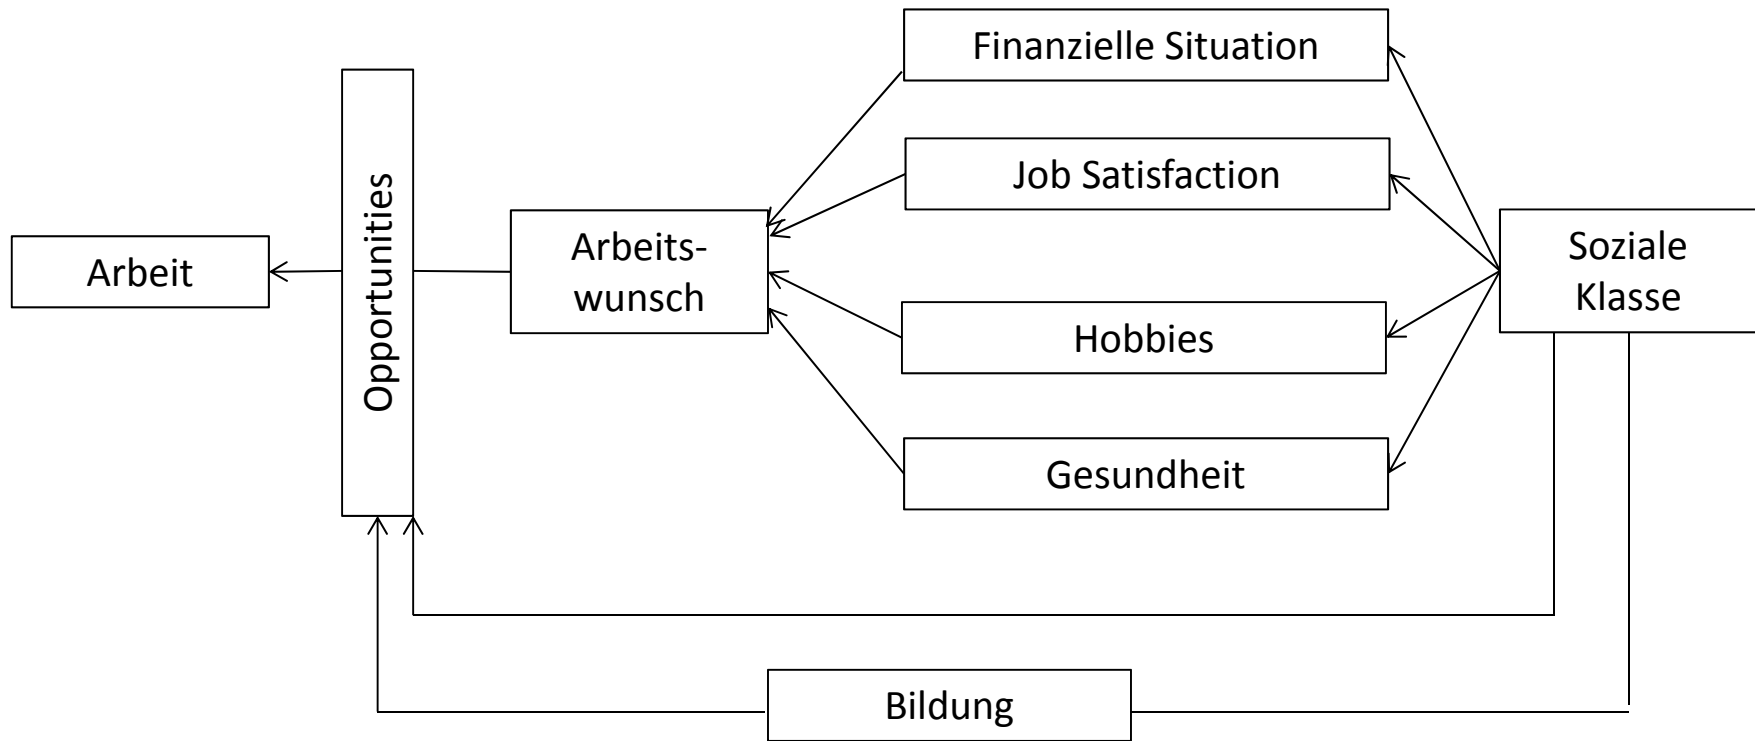 Finanzielle Situation
Job Satisfaction
Opportunities
Arbeits-
wunsch
Soziale
Klasse
Arbeit
Hobbies
Gesundheit
Bildung